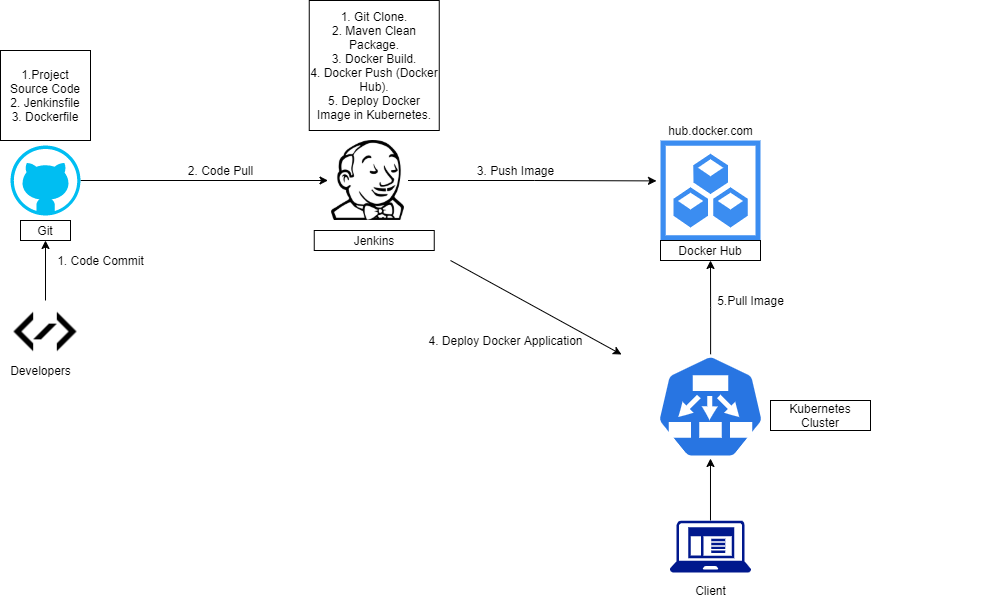 1. Git Clone.
2. Maven Clean
Package.
3. Docker Build.
4. Docker Push (Docker
Hub).
5. Deploy Docker
Image in Kubernetes.
1.Project
Source Code
2. Jenkinsfile
3. Dockerfile
hub.docker.com
2. Code Pull
3. Push Image
Git
Jenkins
Docker Hub
1. Code Commit
5.Pull Image
4. Deploy Docker Application
Developers
Kubernetes
Cluster
Client